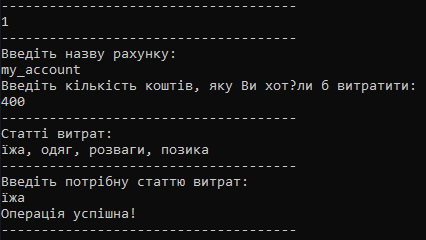 -------------------------------------
1
-------------------------------------
Введіть назву рахунку:
my_account
Введіть кількість коштів, яку Ви хот?ли б витратити:
400
-------------------------------------
Статті витрат:
їжа, одяг, розваги, позика
-------------------------------------
Введіть потрібну статтю витрат:
їжа
Операція успішна!
-------------------------------------